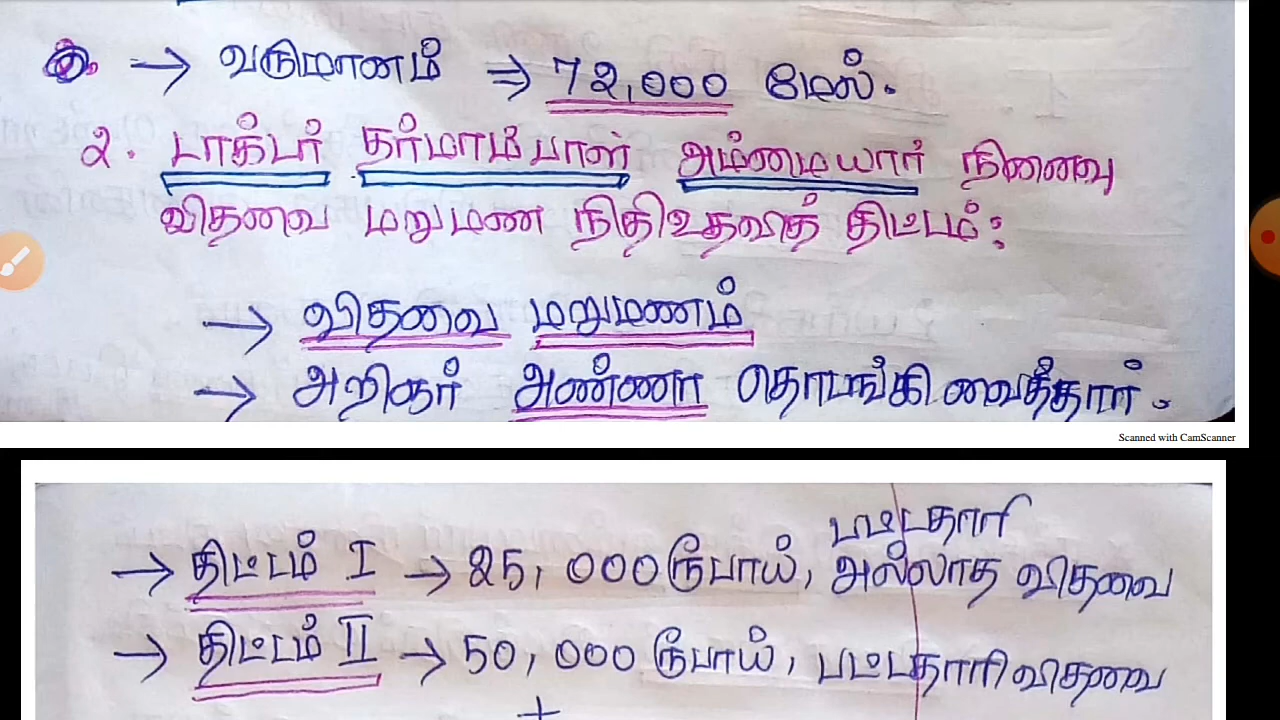 → வருமானம் ⇒ 72,000 மேல்.
2. டாக்டர் தர்மாம்பாள் அம்மையார் நினைவு
விதவை மறுமண நிதிஉதவித் திட்டம்:
→ விதவை மறுமணம்
→ அறிஞர் அண்ணா தொடங்கி வைத்தார்.
Scanned with CamScanner
பட்டதாரி
→ திட்டம் I → 25,000 ரூபாய், அல்லாத விதவை
→ திட்டம் II → 50,000 ரூபாய், பட்டதாரி விதவை
+